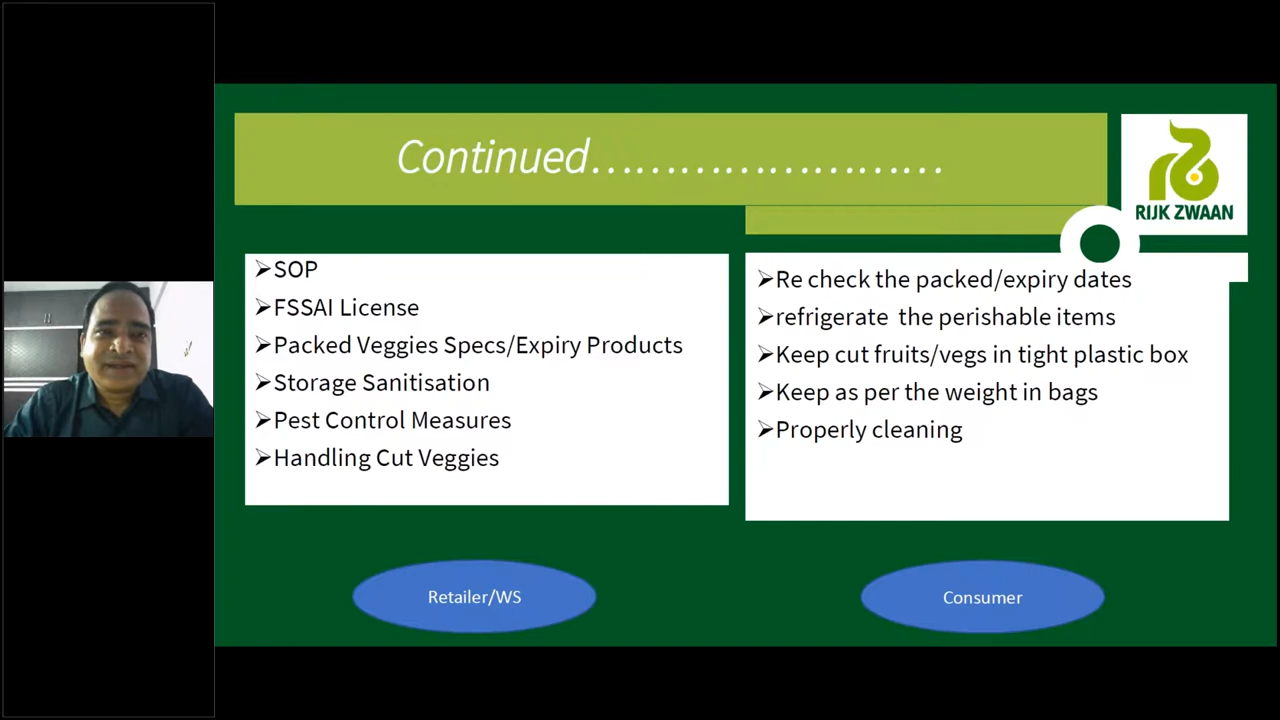 Continued........................
RIJK ZWAAN
➢SOP
➢FSSAI License
➢Packed Veggies Specs/Expiry Products
➢Storage Sanitisation
➢Pest Control Measures
➢Handling Cut Veggies
➢Re check the packed/expiry dates
➢refrigerate the perishable items
➢Keep cut fruits/vegs in tight plastic box
➢Keep as per the weight in bags
➢Properly cleaning
Retailer/WS
Consumer